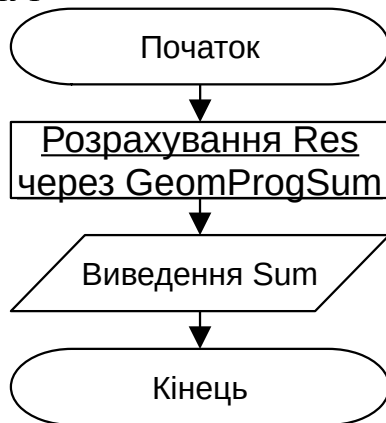 Початок
Розрахування Res
через GeomProgSum
Виведення Sum
Кінець